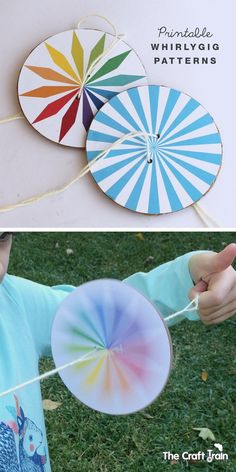 Printable
WHIRLYGIG
PATTERNS
The Craft Train